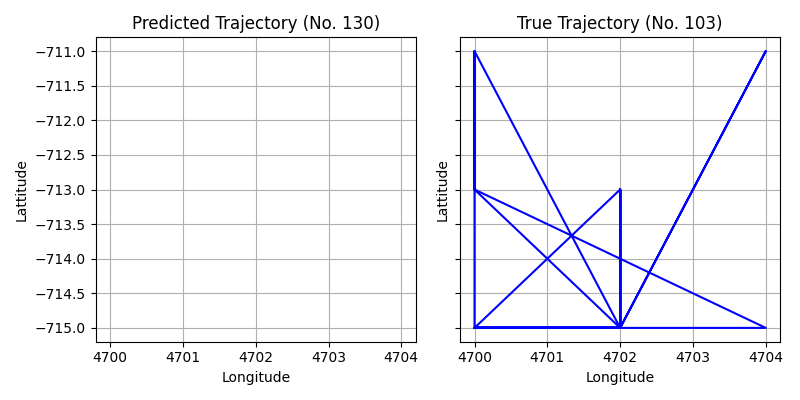 Predicted Trajectory (No. 130)
True Trajectory (No. 103)
Lattitude
−711.0
−711.5
−712.0
−712.5
−713.0
−713.5
−714.0
−714.5
−715.0
4700 4701 4702 4703 4704
Longitude
Lattitude
4700 4701 4702 4703 4704
Longitude